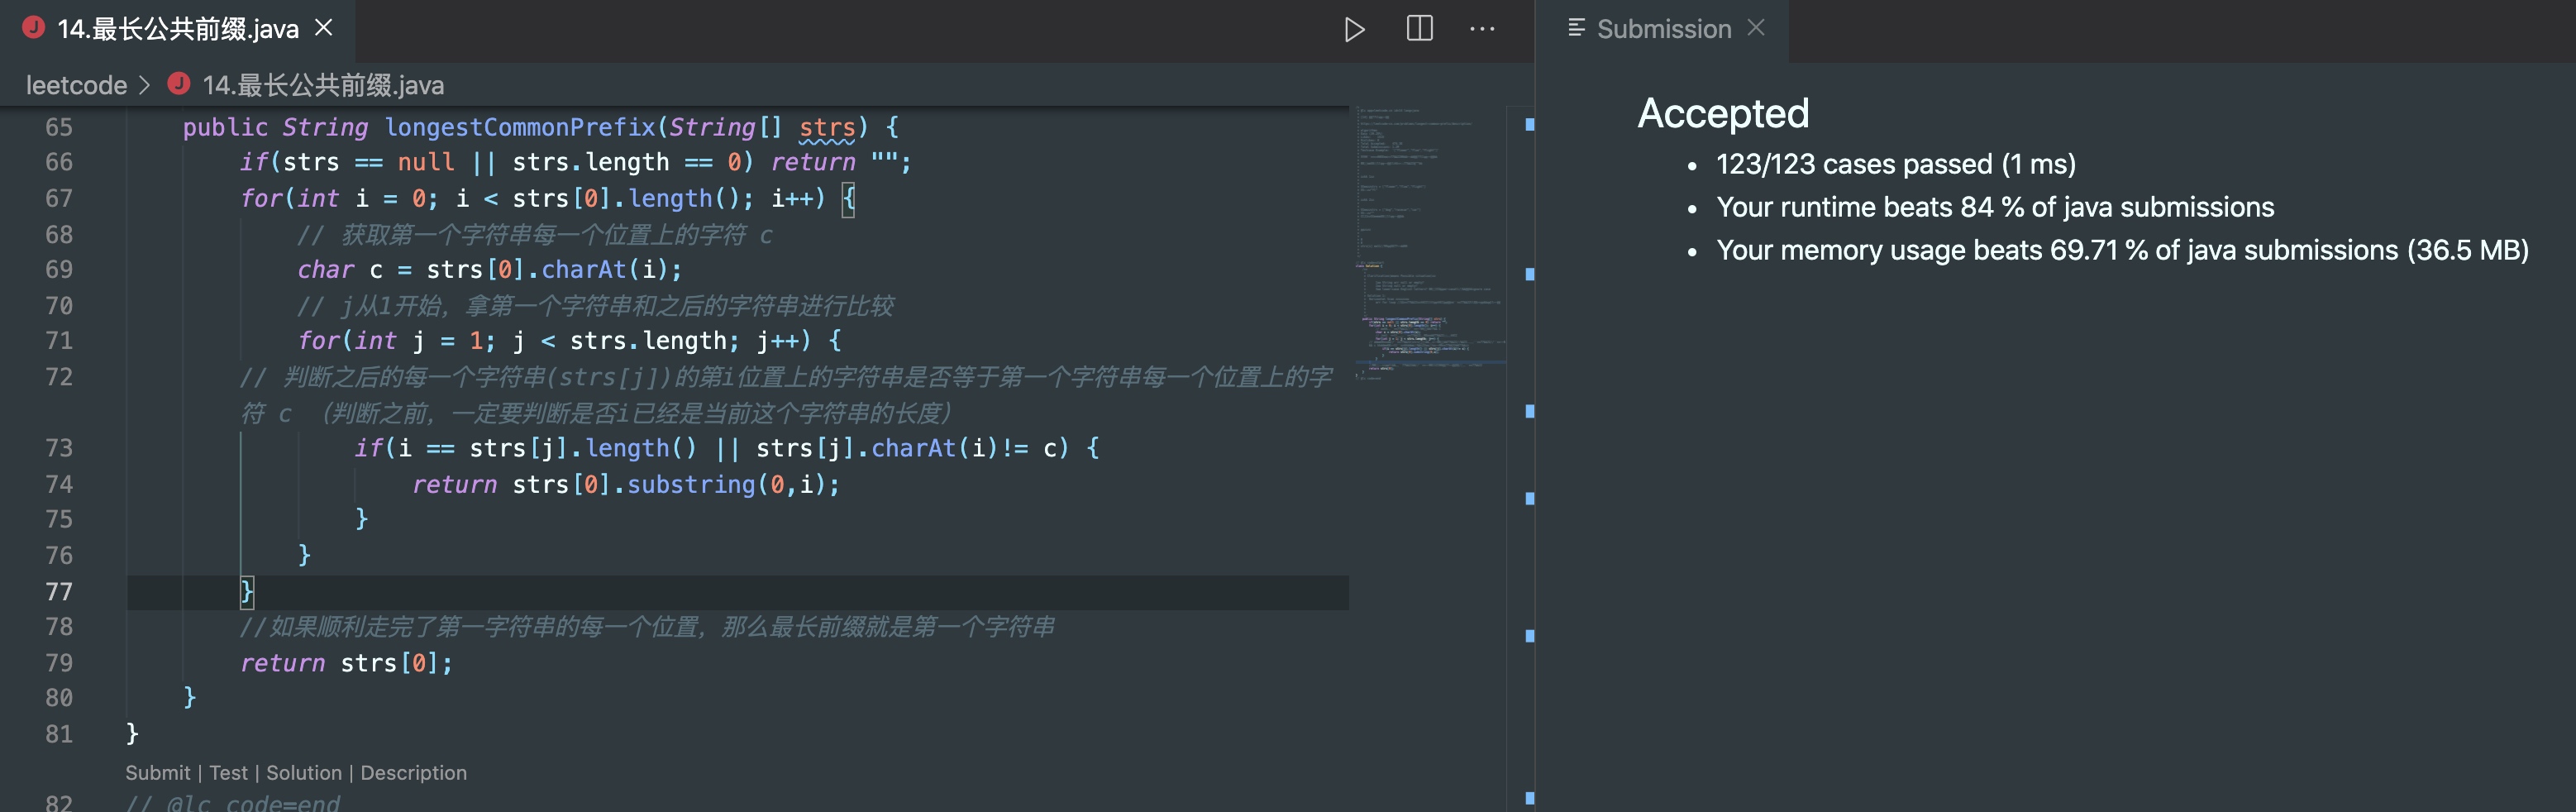 14.最长公共前缀.java
Submission
leetcode > 14.最长公共前缀.java
65 public String longestCommonPrefix(String[] strs) {
66 if(strs == null || strs.length == 0) return "";
67 for(int i = 0; i < strs[0].length(); i++) {
68 // 获取第一个字符串每一个位置上的字符 c
69 char c = strs[0].charAt(i);
70 // j从1开始，拿第一个字符串和之后的字符串进行比较
71 for(int j = 1; j < strs.length; j++) {
72 // 判断之后的每一个字符串(strs[j])的第i位置上的字符串是否等于第一个字符串每一个位置上的字
符 c （判断之前，一定要判断是否i已经是当前这个字符串的长度）
73 if(i == strs[j].length() || strs[j].charAt(i)!= c) {
74 return strs[0].substring(0,i);
75 }
76 }
77 }
78 //如果顺利走完了第一字符串的每一个位置，那么最长前缀就是第一个字符串
79 return strs[0];
80 }
81 }
Submit | Test | Solution | Description
82 // @lc code=end
Accepted
• 123/123 cases passed (1 ms)
• Your runtime beats 84 % of java submissions
• Your memory usage beats 69.71 % of java submissions (36.5 MB)